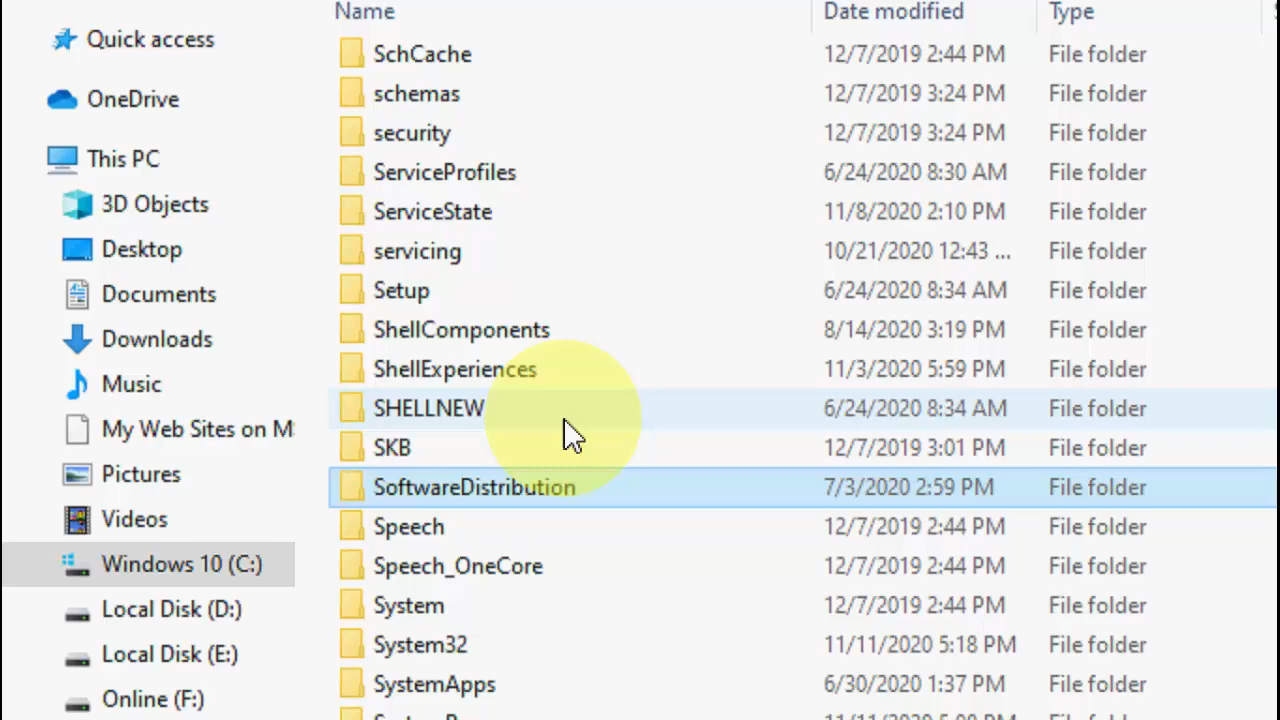 Name Date modified Type
Quick access
OneDrive
This PC
3D Objects
Desktop
Documents
Downloads
Music
My Web Sites on M
Pictures
Videos
Windows 10 (C:)
Local Disk (D:)
Local Disk (E:)
Online (F:)
SchCache 12/7/2019 2:44 PM File folder
schemas 12/7/2019 3:24 PM File folder
security 12/7/2019 3:24 PM File folder
ServiceProfiles 6/24/2020 8:30 AM File folder
ServiceState 11/8/2020 2:10 PM File folder
servicing 10/21/2020 12:43 ... File folder
Setup 6/24/2020 8:34 AM File folder
ShellComponents 8/14/2020 3:19 PM File folder
ShellExperiences 11/3/2020 5:59 PM File folder
SHELLNEW 6/24/2020 8:34 AM File folder
SKB 12/7/2019 3:01 PM File folder
SoftwareDistribution 7/3/2020 2:59 PM File folder
Speech 12/7/2019 2:44 PM File folder
Speech_OneCore 12/7/2019 2:44 PM File folder
System 12/7/2019 2:44 PM File folder
System32 11/11/2020 5:18 PM File folder
SystemApps 6/30/2020 1:37 PM File folder